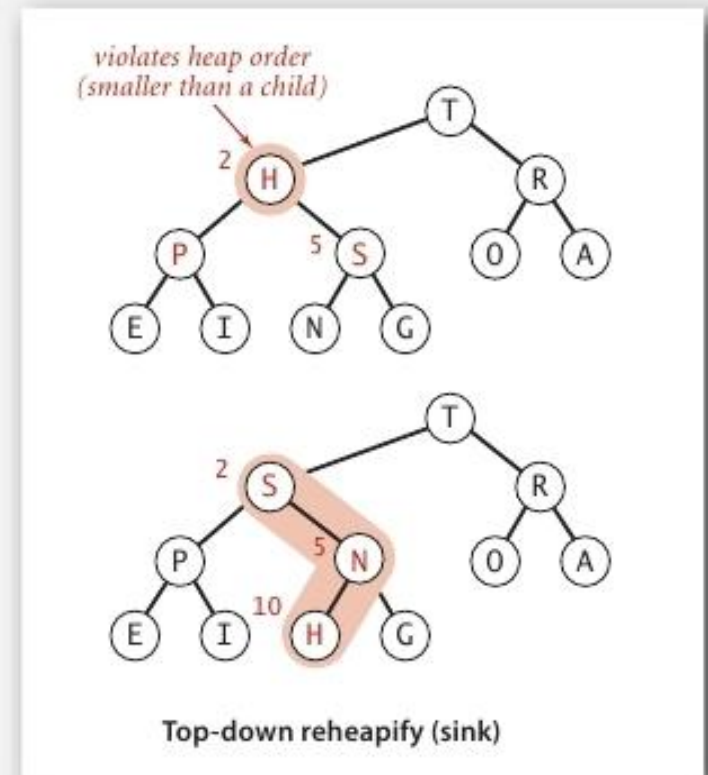 violates heap order
(smaller than a child)
T
2 H R
P 5 S O A
E I N G
T
2 S R
P 5 N O A
10
E I H G
Top-down reheapify (sink)